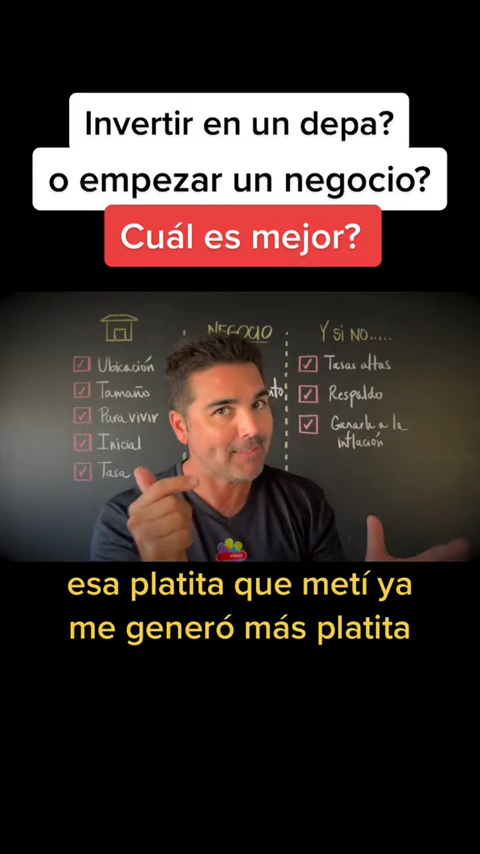 Invertir en un depa?
o empezar un negocio?
Cuál es mejor?
NEGOCIO
Y SI NO.....
Ubicación
Tamaño
Para vivir
Inicial
Tasa
Tasas altas
Respaldo
Ganarle a la
inflación
esa platita que metí ya
me generó más platita